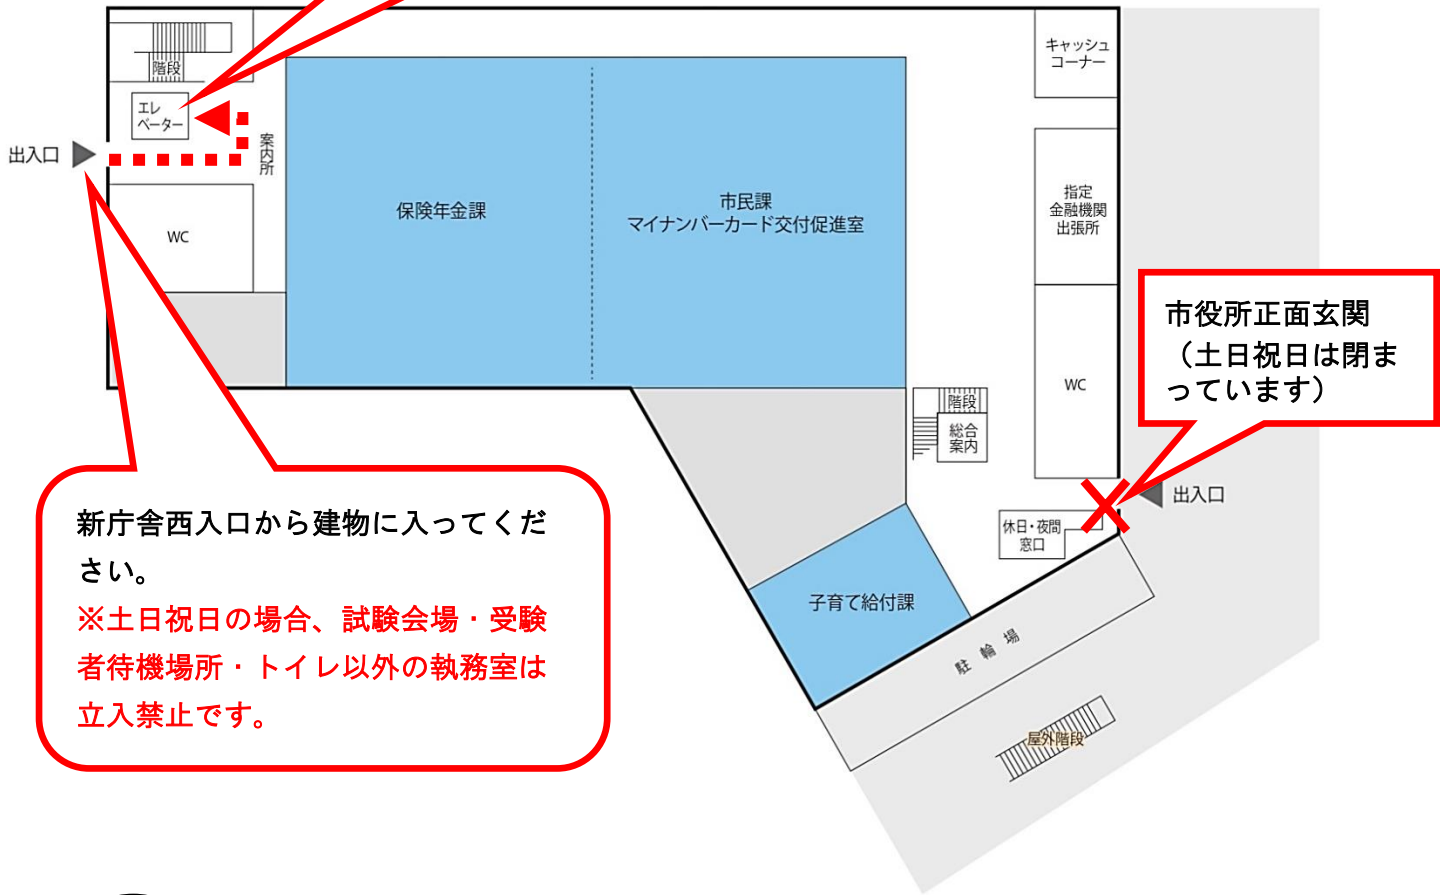 キャッシュ
コーナー
階段
エレ
ベーター
案内所
出入口
保険年金課
市民課
マイナンバーカード交付促進室
指定
金融機関
出張所
WC
市役所正面玄関
（土日祝日は閉ま
っています）
WC
階段
総合
案内
出入口
休日・夜間
窓口
新庁舎西入口から建物に入ってくだ
さい。
※土日祝日の場合、試験会場・受験
者待機場所・トイレ以外の執務室は
立入禁止です。
子育て給付課
駐輪場
屋外階段